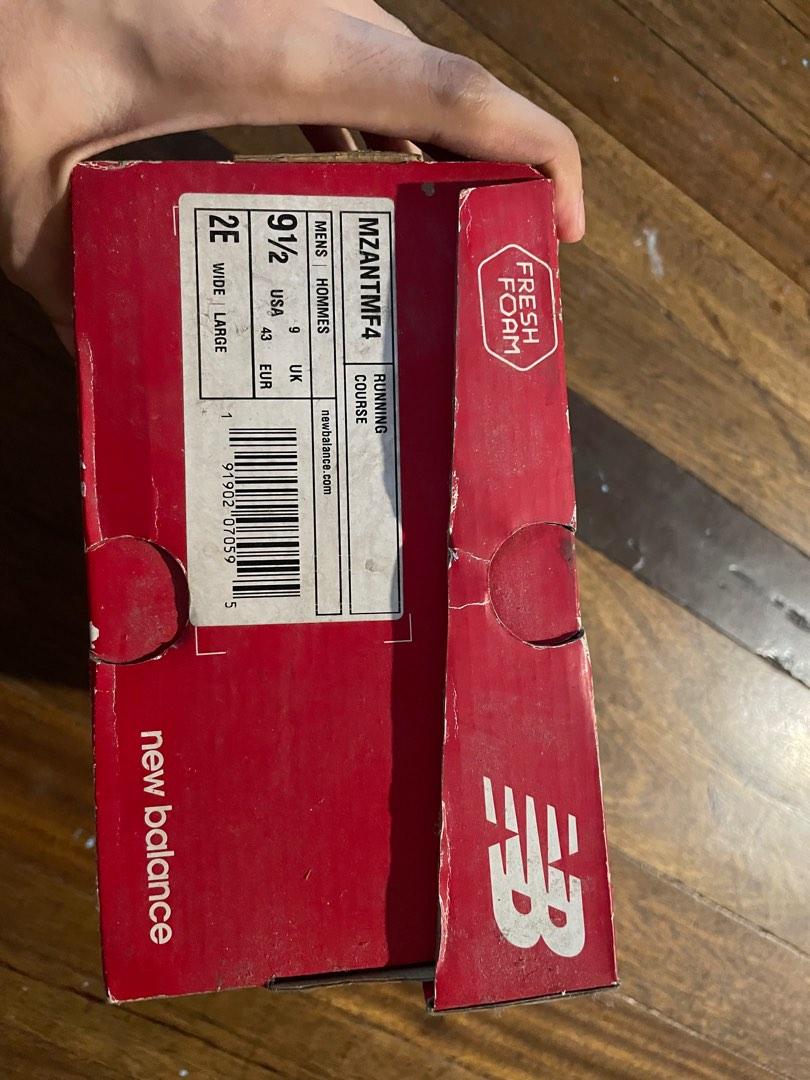 FRESH
FOAM
MZANTMF4
RUNNING
COURSE
MENS | HOMMES
newbalance.com
9½ USA 9 UK
43 EUR
2E WIDE | LARGE
1 91902 07059 5
new balance
NB